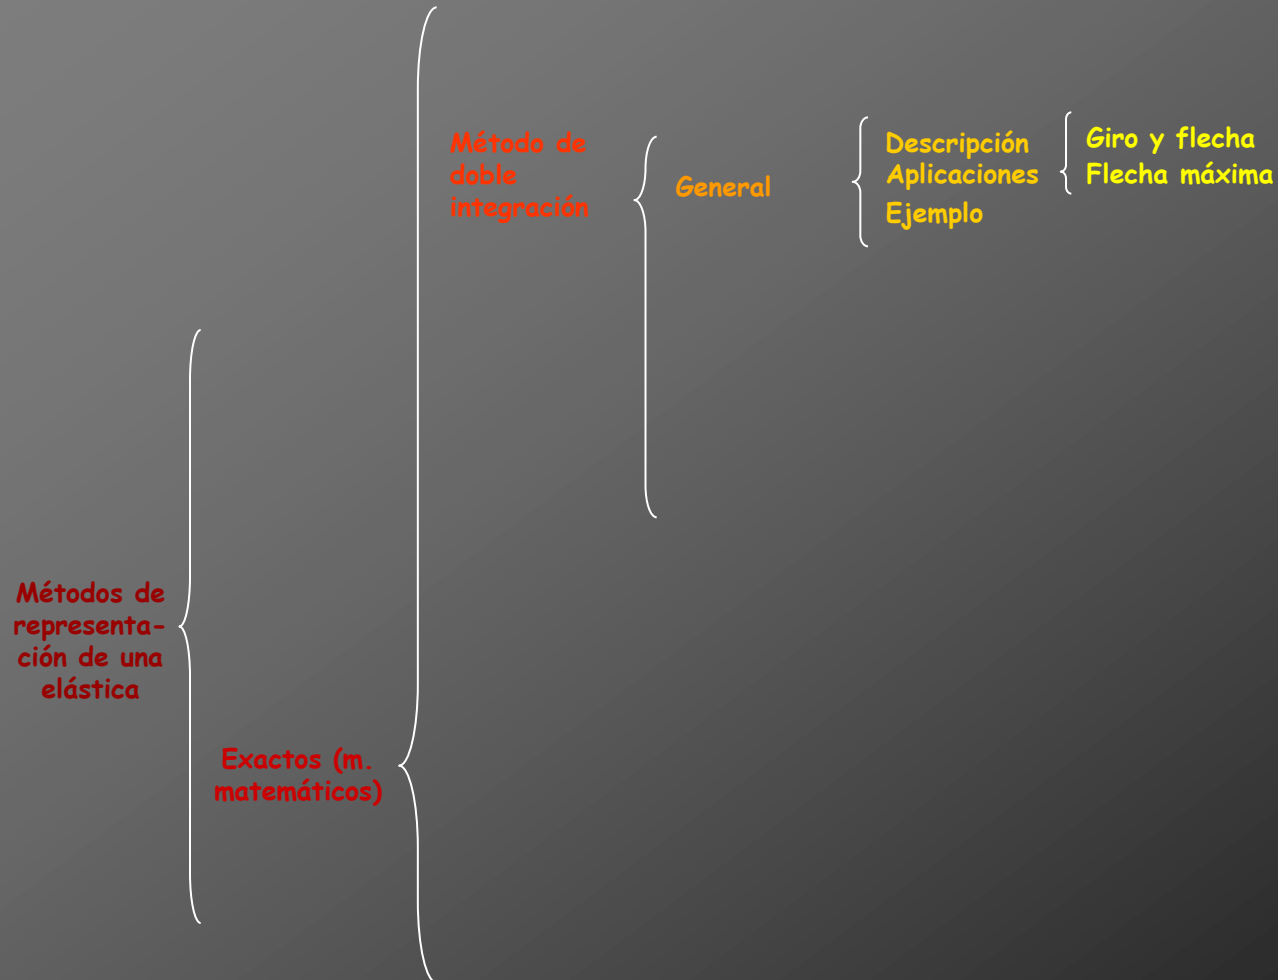 Métodos de
representa-
ción de una
elástica
Exactos (m.
matemáticos)
Método de
doble
integración
General
Descripción
Aplicaciones
Ejemplo
Giro y flecha
Flecha máxima